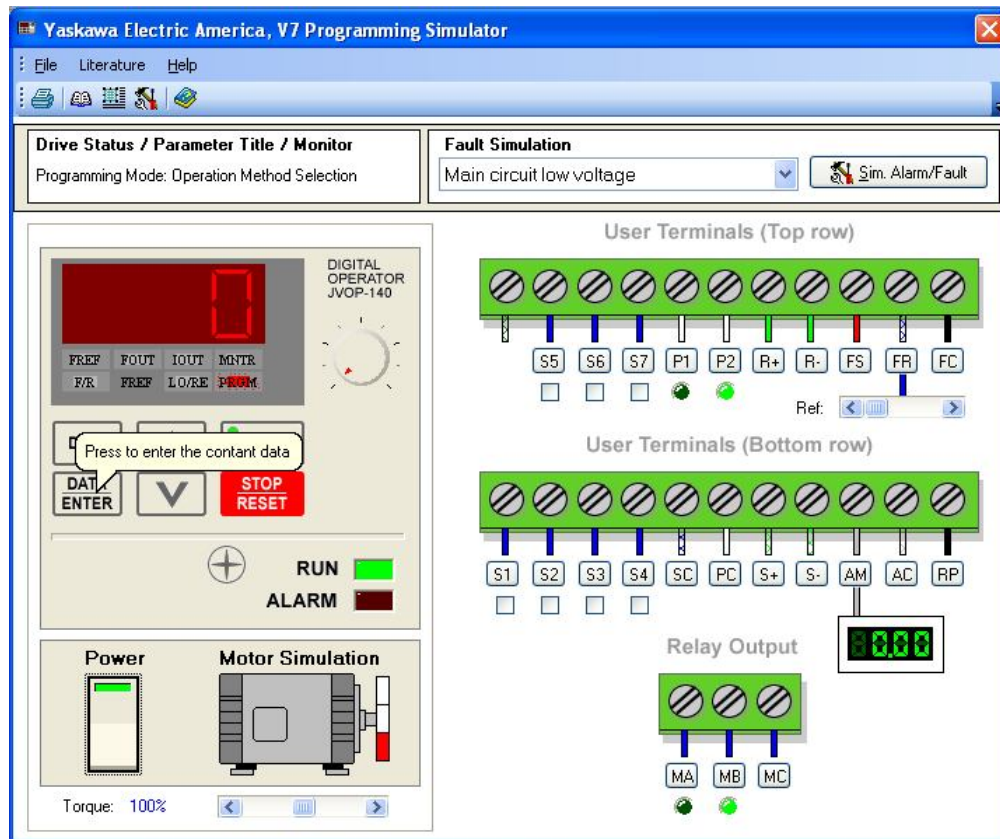 Yaskawa Electric America, V7 Programming Simulator
File Literature Help
Drive Status / Parameter Title / Monitor
Programming Mode: Operation Method Selection
Fault Simulation
Main circuit low voltage
Sim. Alarm/Fault
DIGITAL
OPERATOR
JVOP-140
0
FREF FOUT IOUT MNTR
F/R FREF LO/RE PRGM
Press to enter the contant data
DATA
ENTER
STOP
RESET
RUN
ALARM
Power
Motor Simulation
Torque: 100%
User Terminals (Top row)
S5 S6 S7 P1 P2 R+ R- FS FR FC
Ref:
User Terminals (Bottom row)
S1 S2 S3 S4 SC PC S+ S- AM AC RP
0.00
Relay Output
MA MB MC